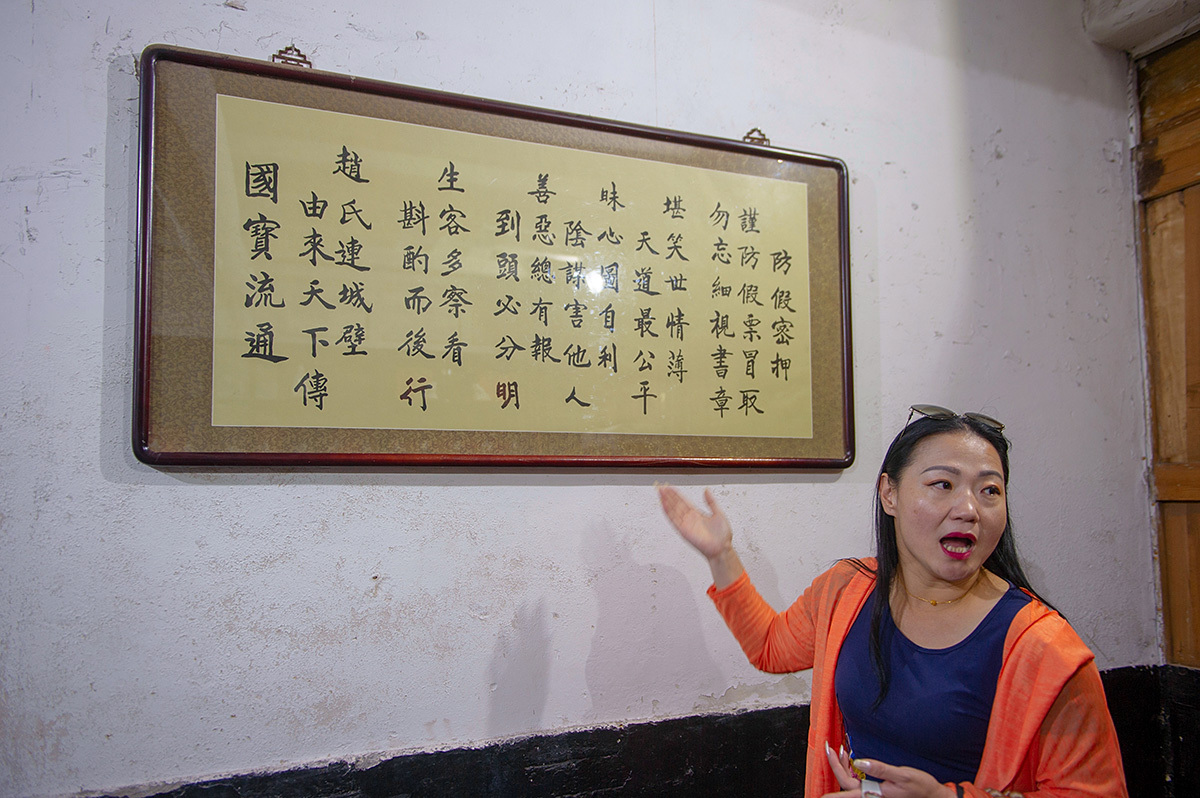 防假密押
謹防假票冒取
勿忘細視書章
堪笑世情薄
天道最公平
昧心圖自利
陰謀害他人
善惡總有報
到頭必分明
生客多察看
斟酌而後行
趙氏連城壁
由來天下傳
國寶流通